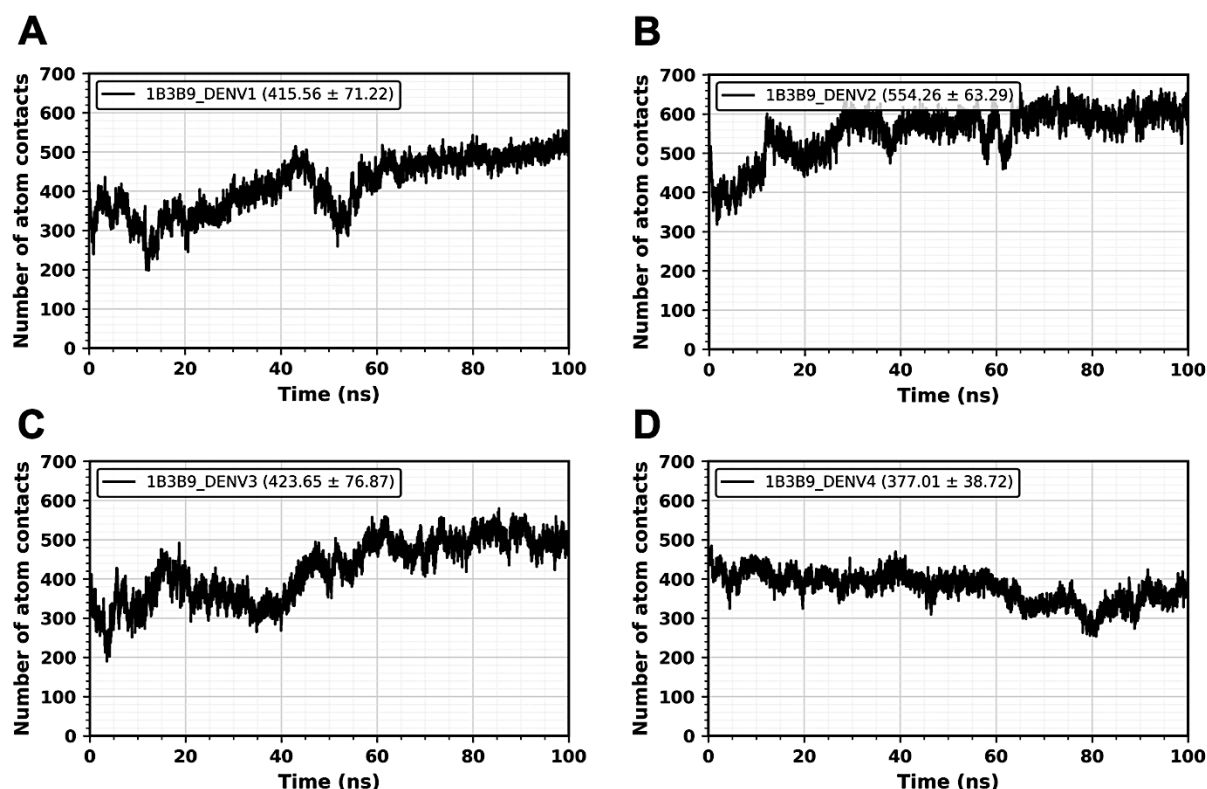 A
1B3B9_DENV1 (415.56 ± 71.22)
Number of atom contacts
700
600
500
400
300
200
100
0
0 20 40 60 80 100
Time (ns)
B
1B3B9_DENV2 (554.26 ± 63.29)
Number of atom contacts
700
600
500
400
300
200
100
0
0 20 40 60 80 100
Time (ns)
C
1B3B9_DENV3 (423.65 ± 76.87)
Number of atom contacts
700
600
500
400
300
200
100
0
0 20 40 60 80 100
Time (ns)
D
1B3B9_DENV4 (377.01 ± 38.72)
Number of atom contacts
700
600
500
400
300
200
100
0
0 20 40 60 80 100
Time (ns)